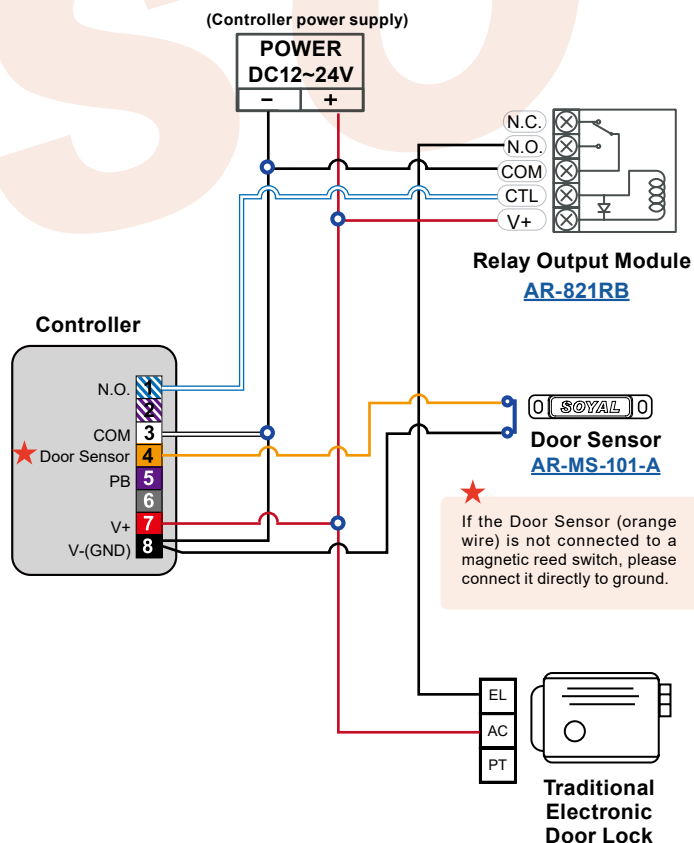 (Controller power supply)
POWER
DC12~24V
− +
N.C.
N.O.
COM
CTL
V+
Relay Output Module
AR-821RB
Controller
N.O. 1
2
COM 3
Door Sensor 4
PB 5
6
V+ 7
V-(GND) 8
SOYAL
Door Sensor
AR-MS-101-A
If the Door Sensor (orange
wire) is not connected to a
magnetic reed switch, please
connect it directly to ground.
EL
AC
PT
Traditional
Electronic
Door Lock